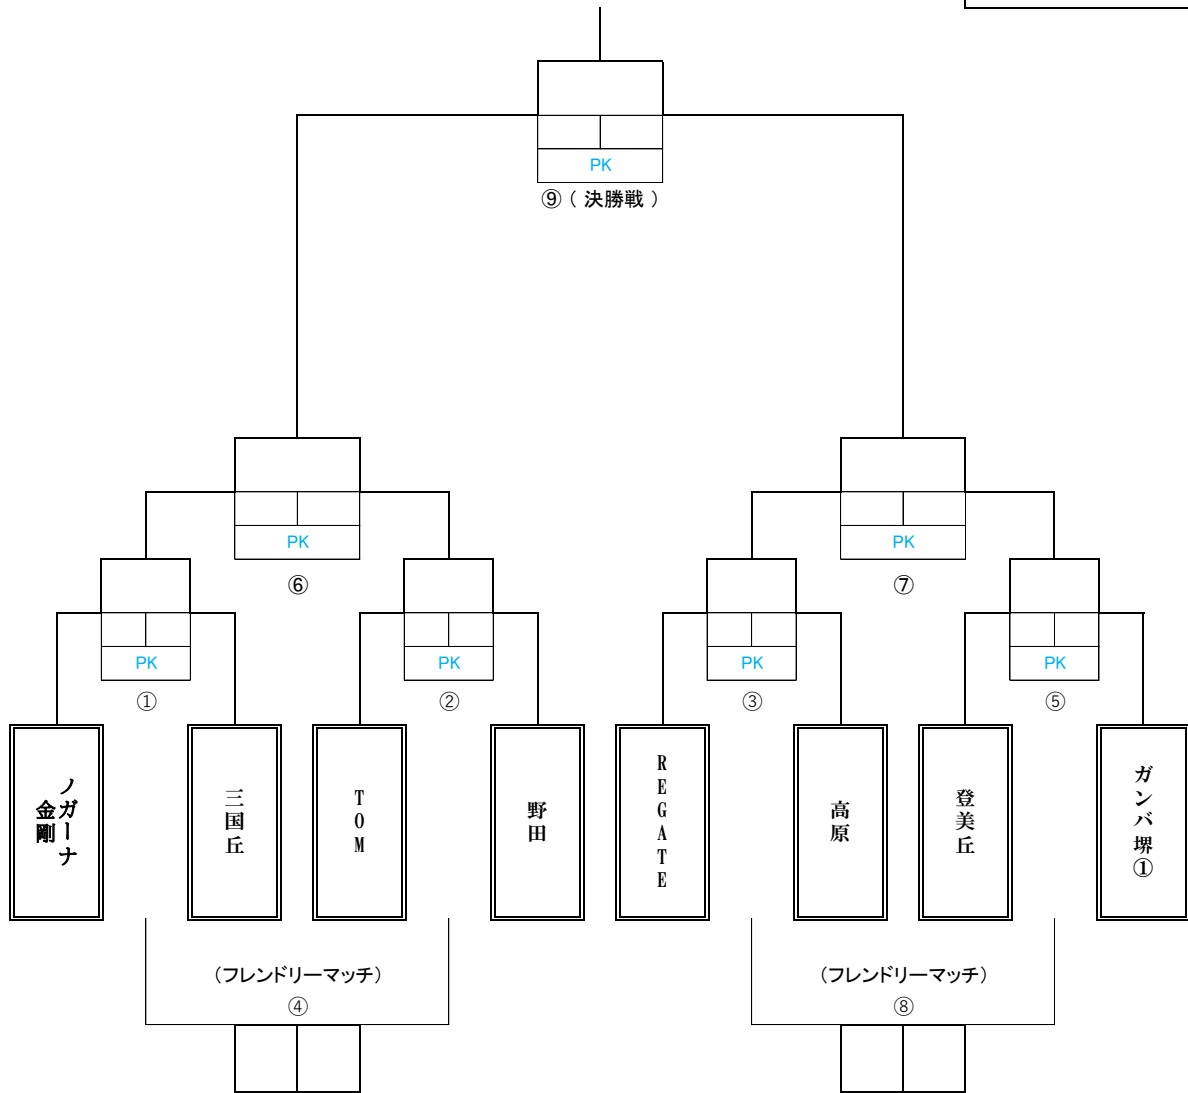 PK
⑨（ 決勝戦 ）
PK
PK
⑥
⑦
PK
PK
PK
PK
①
②
③
⑤
ノガーナ
金剛
三国丘
TOM
野田
REGATE
高原
登美丘
ガンバ堺①
（フレンドリーマッチ）
（フレンドリーマッチ）
④
⑧